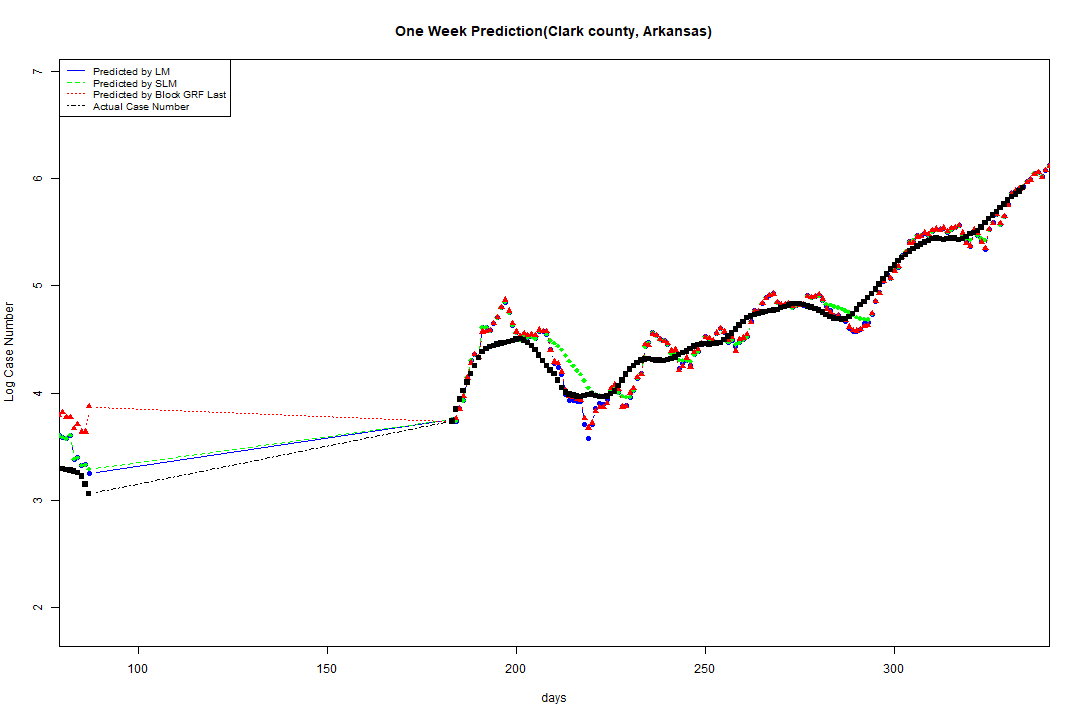 One Week Prediction(Clark county, Arkansas)
Predicted by LM
Predicted by SLM
Predicted by Block GRF Last
Actual Case Number
7
6
5
4
3
2
Log Case Number
100 150 200 250 300
days